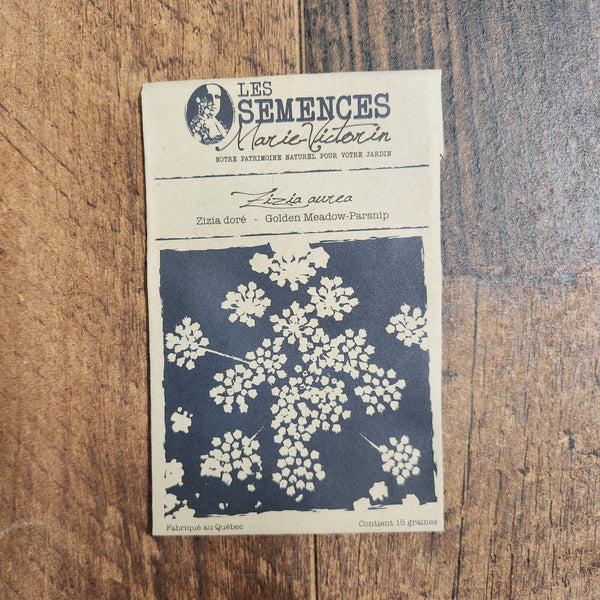 LES
SEMENCES
Marie-Victorin
NOTRE PATRIMOINE NATUREL POUR VOTRE JARDIN
Zizia aurea
Zizia doré - Golden Meadow-Parsnip
Fabriqué au Québec
Contient 15 graines